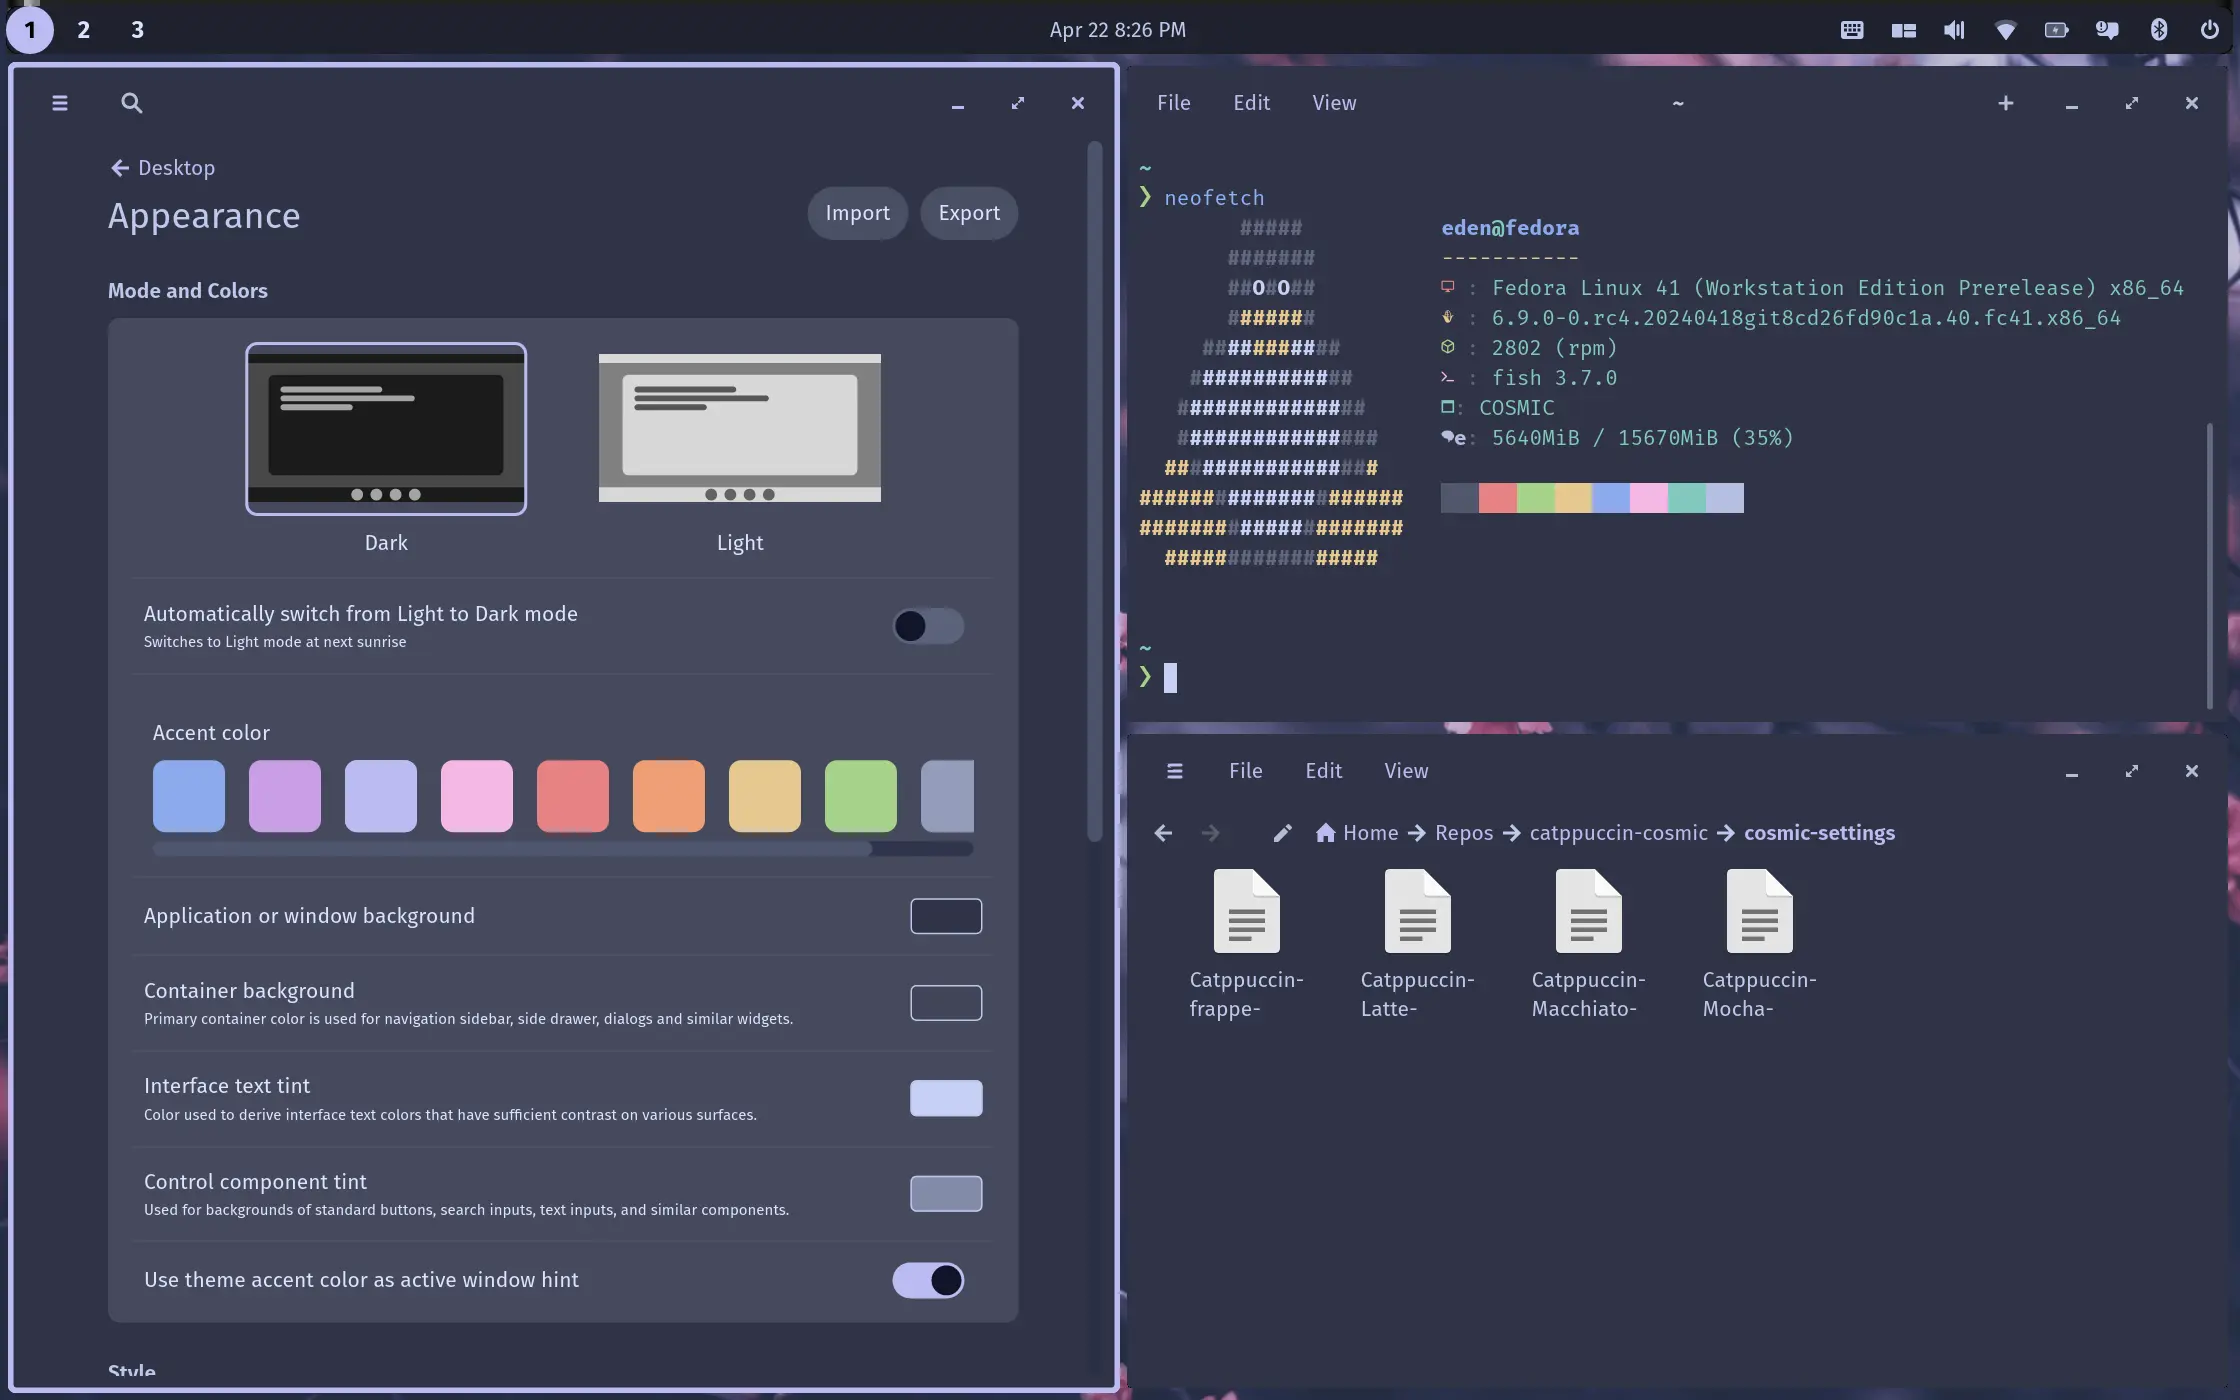 1 2 3
Apr 22 8:26 PM
Desktop
Appearance
Import
Export
Mode and Colors
Dark
Light
Automatically switch from Light to Dark mode
Switches to Light mode at next sunrise
Accent color
Application or window background
Container background
Primary container color is used for navigation sidebar, side drawer, dialogs and similar widgets.
Interface text tint
Color used to derive interface text colors that have sufficient contrast on various surfaces.
Control component tint
Used for backgrounds of standard buttons, search inputs, text inputs, and similar components.
Use theme accent color as active window hint
Style
File Edit View ~
~
❯ neofetch
#####
#######
##O#O##
#######
###########
#############
###############
################
#################
#####################
#####################
#################
eden@fedora
-----------
: Fedora Linux 41 (Workstation Edition Prerelease) x86_64
: 6.9.0-0.rc4.20240418git8cd26fd90c1a.40.fc41.x86_64
: 2802 (rpm)
: fish 3.7.0
: COSMIC
e: 5640MiB / 15670MiB (35%)
~
❯
File Edit View
Home → Repos → catppuccin-cosmic → cosmic-settings
Catppuccin-
frappe-
Catppuccin-
Latte-
Catppuccin-
Macchiato-
Catppuccin-
Mocha-